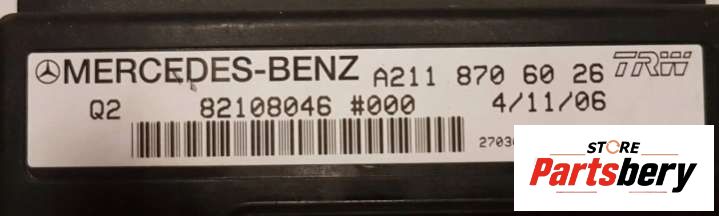 MERCEDES-BENZ A211 870 60 26 TRW
Q2 82108046 #000 4/11/06
STORE
Partsbery